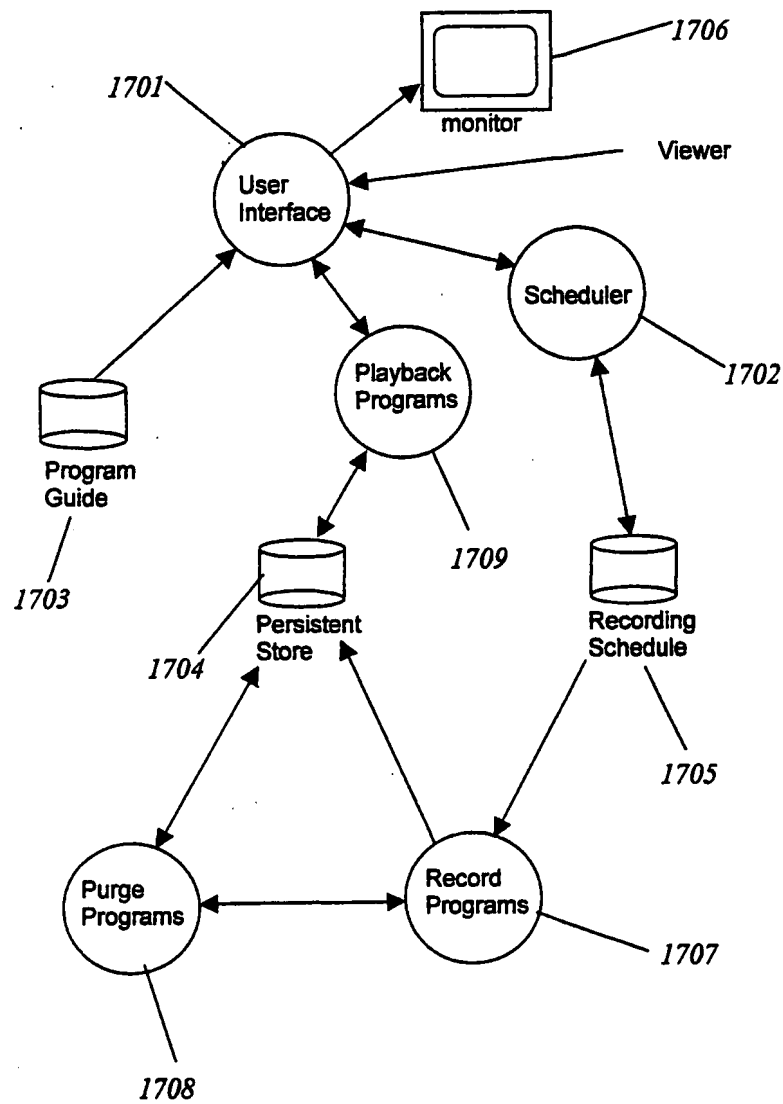 1706
1701
monitor
Viewer
User
Interface
Scheduler
1702
Playback
Programs
Program
Guide
1709
1703
Persistent
Store
Recording
Schedule
1704
1705
Purge
Programs
Record
Programs
1707
1708